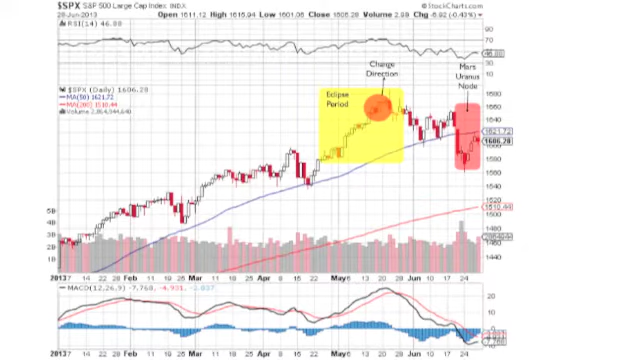 $SPX S&P 500 Large Cap Index INDX © StockCharts.com
28-Jun-2013 Open 1611.12 High 1615.94 Low 1601.06 Close 1606.28 Volume 2.9B Chg -6.92 (-0.43%)
RSI(14) 46.88
90
70
50
30
10
Change
Direction
Mars
Uranus
Node
Eclipse
Period
$SPX (Daily) 1606.28
MA(50) 1621.72
MA(200) 1510.44
1680
1660
1640
1621.72
1606.28
1580
1560
1540
1520
1510.44
1500
1480
1460
1440
5B
4B
3B
2B
1B
2013 7 14 22 28 Feb 11 19 25 Mar 11 18 25 Apr 8 15 22 May 6 13 20 28 Jun 10 17 24
MACD(12,26,9) -7.768, -4.931, -2.837
20
10
0
2013 7 14 22 28 Feb 11 19 25 Mar 11 18 25 Apr 8 15 22 May 6 13 20 28 Jun 10 17 24